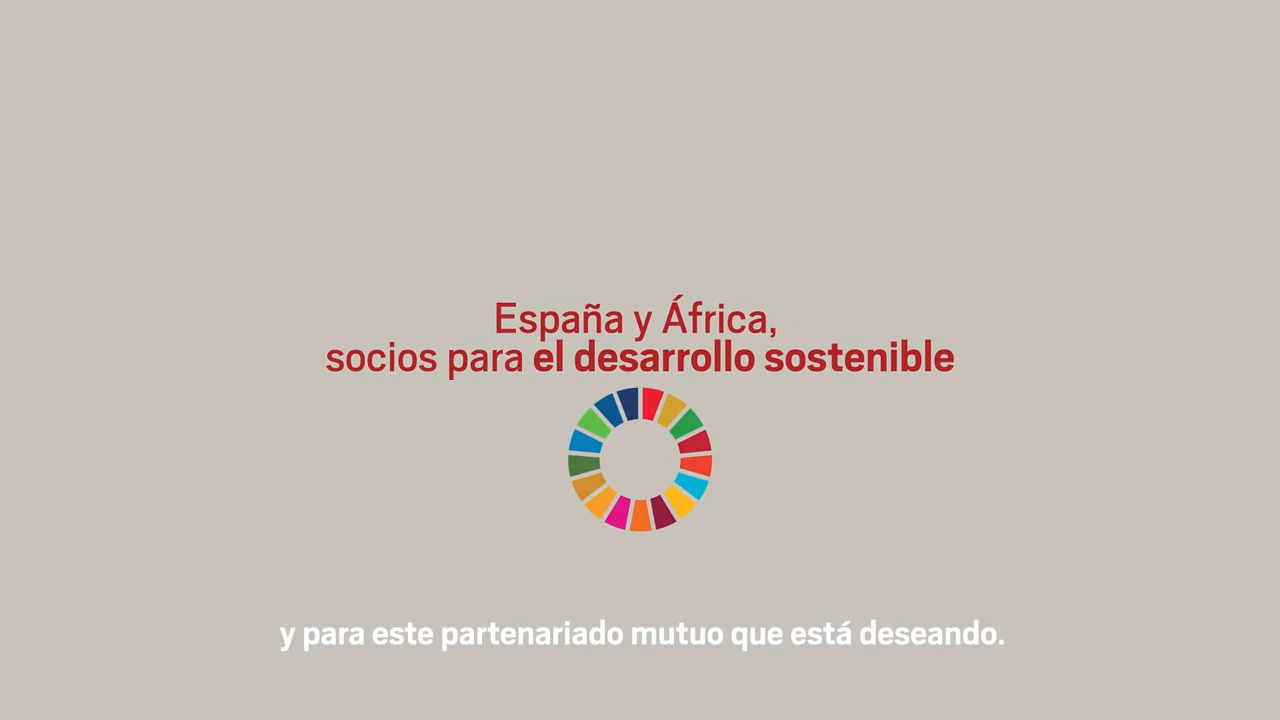 España y África,
socios para el desarrollo sostenible
y para este partenariado mutuo que está deseando.